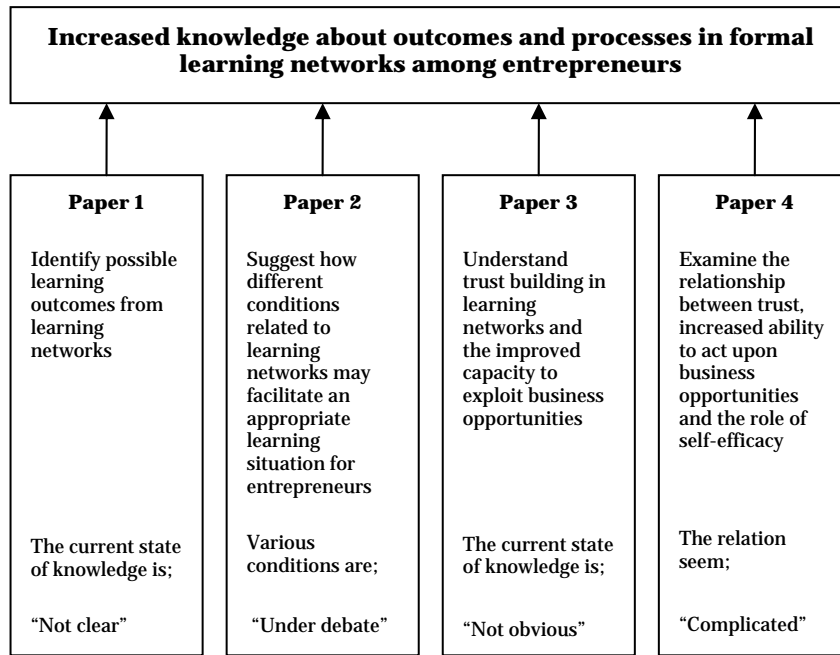 Increased knowledge about outcomes and processes in formal
learning networks among entrepreneurs
Paper 1
Identify possible
learning
outcomes from
learning
networks
The current state
of knowledge is;
“Not clear”
Paper 2
Suggest how
different
conditions
related to
learning
networks may
facilitate an
appropriate
learning
situation for
entrepreneurs
Various
conditions are;
“Under debate”
Paper 3
Understand
trust building in
learning
networks and
the improved
capacity to
exploit business
opportunities
The current state
of knowledge is;
“Not obvious”
Paper 4
Examine the
relationship
between trust,
increased ability
to act upon
business
opportunities
and the role of
self-efficacy
The relation
seem;
“Complicated”